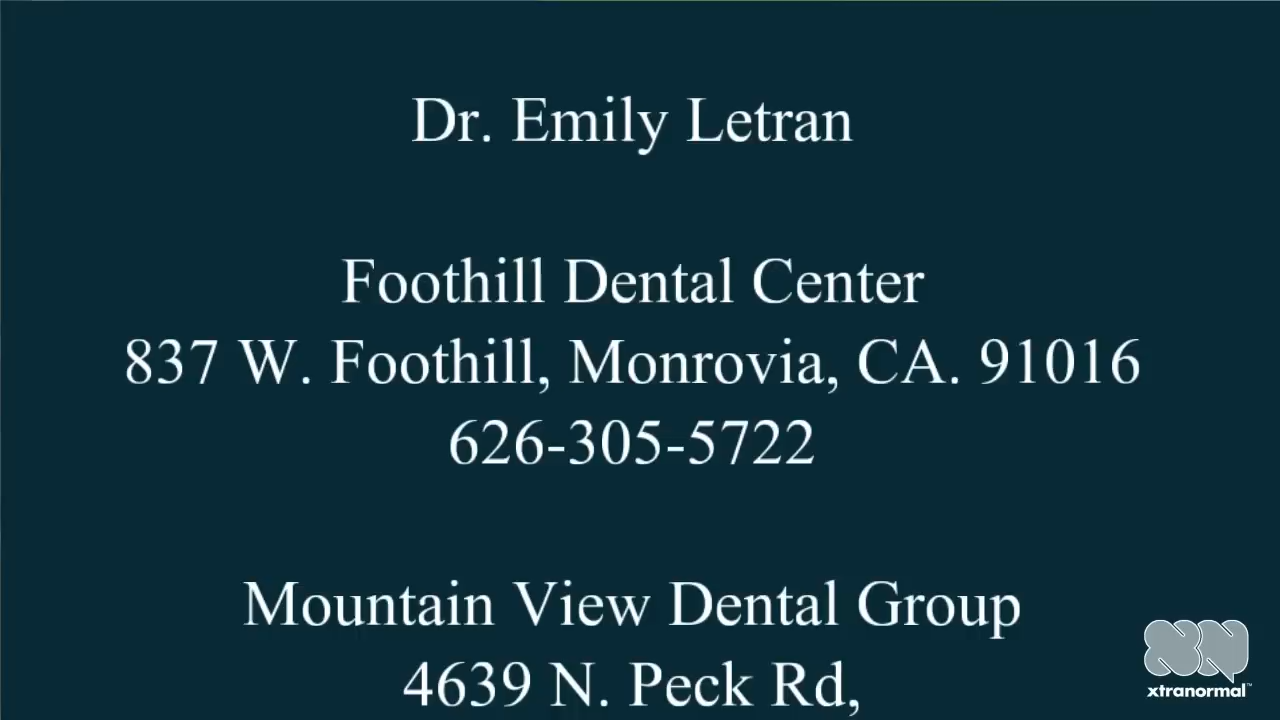 Dr. Emily Letran
Foothill Dental Center
837 W. Foothill, Monrovia, CA. 91016
626-305-5722
Mountain View Dental Group
4639 N. Peck Rd,
xtranormal™